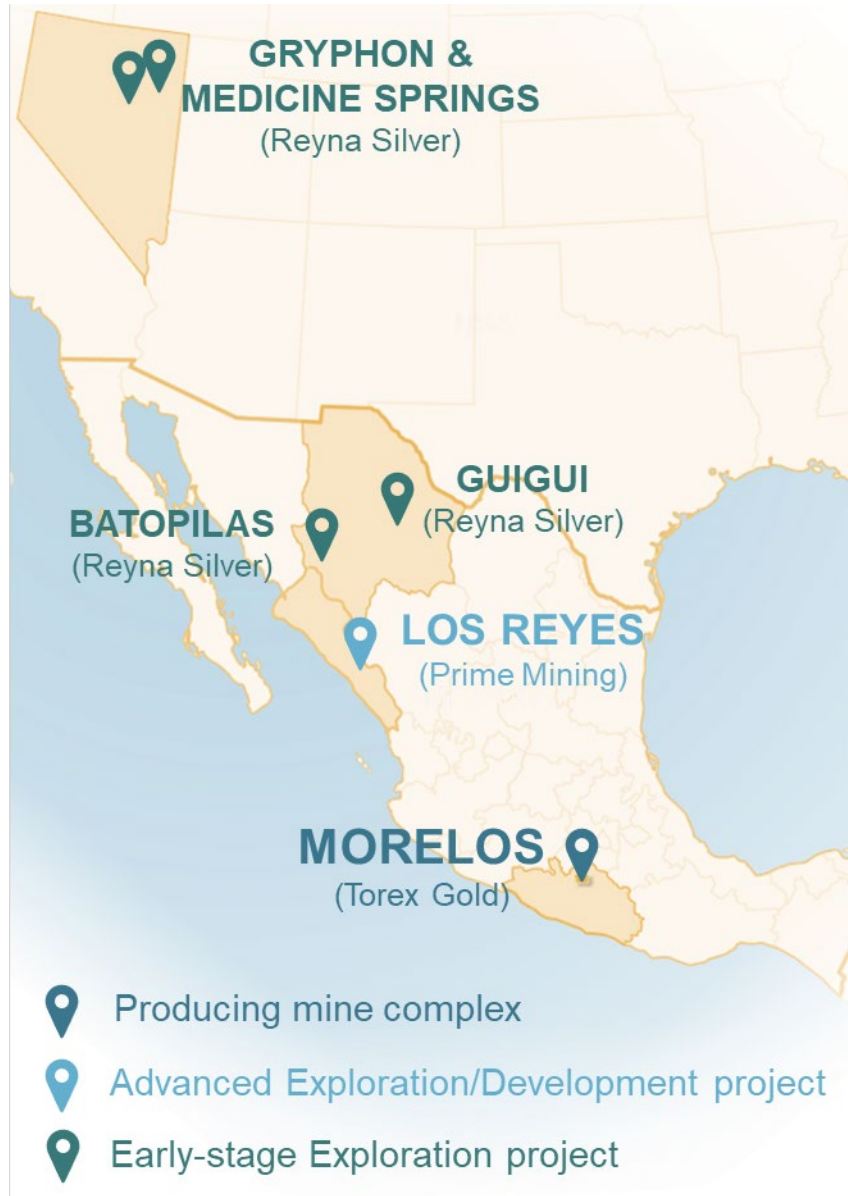 GRYPHON &
MEDICINE SPRINGS
(Reyna Silver)
GUIGUI
(Reyna Silver)
BATOPILAS
(Reyna Silver)
LOS REYES
(Prime Mining)
MORELOS
(Torex Gold)
Producing mine complex
Advanced Exploration/Development project
Early-stage Exploration project